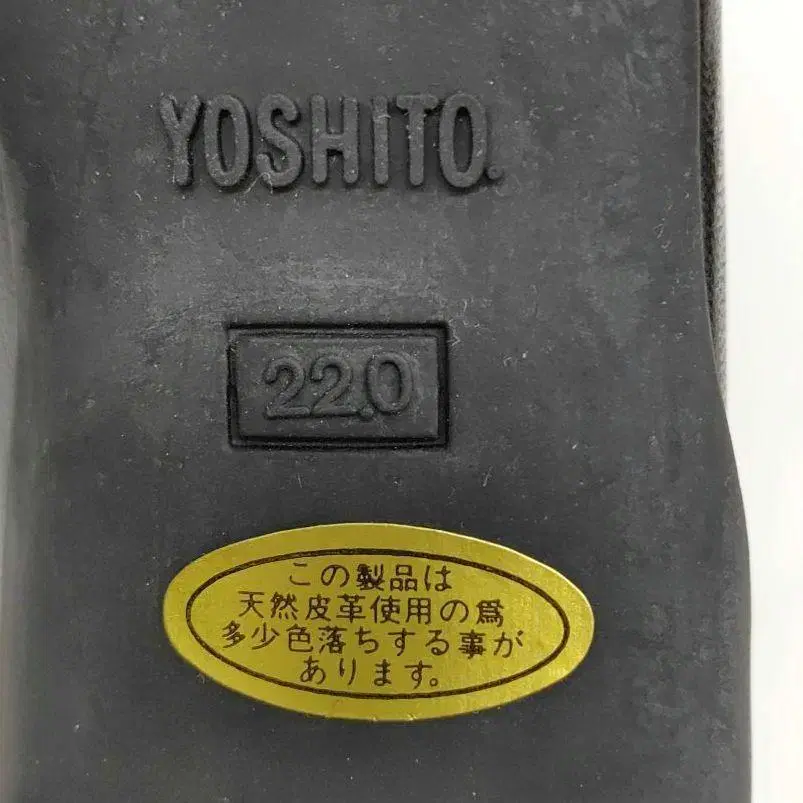 YOSHITO.
22.0
この製品は
天然皮革使用の為
多少色落ちする事が
あります。